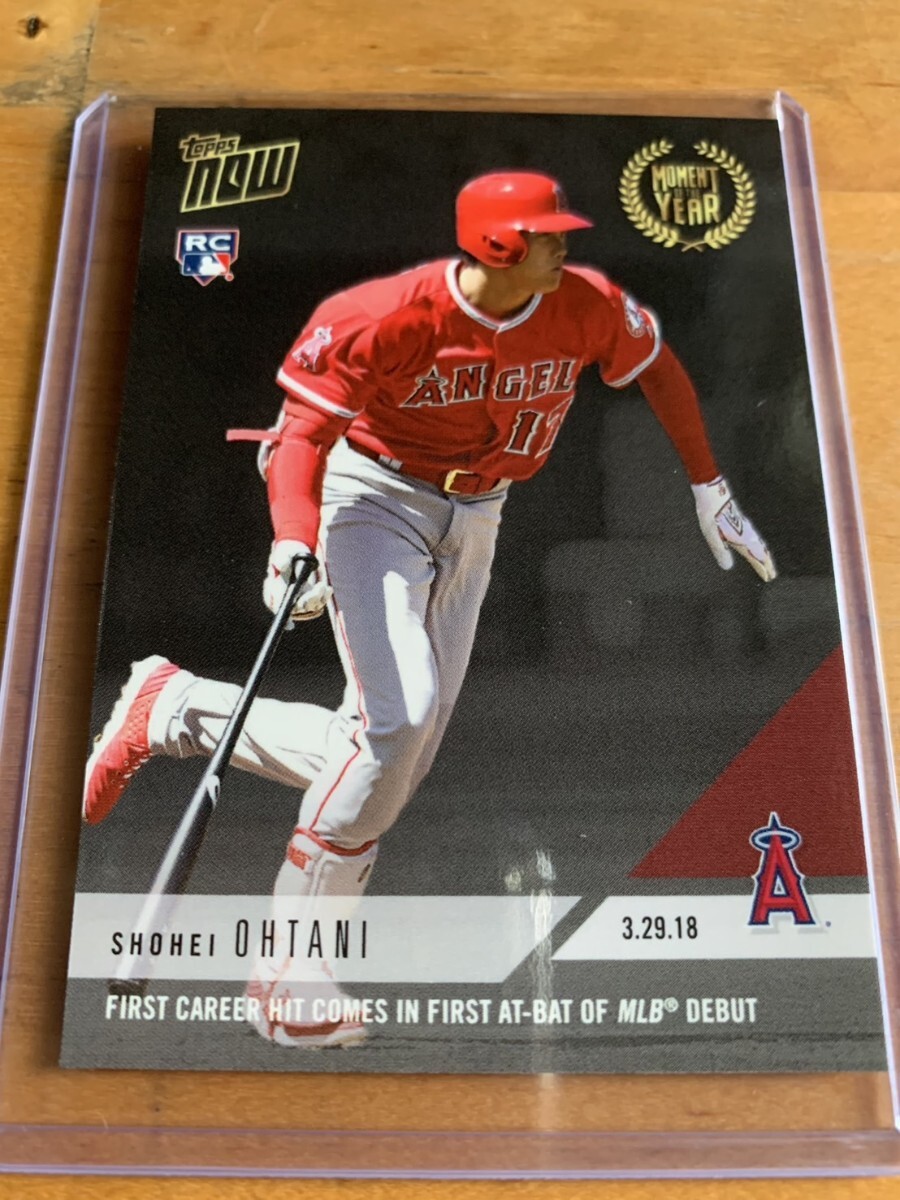 topps
NOW
MOMENT
OF THE
YEAR
RC
ANGEL
17
SHOHEI OHTANI
3.29.18
A
FIRST CAREER HIT COMES IN FIRST AT-BAT OF MLB® DEBUT